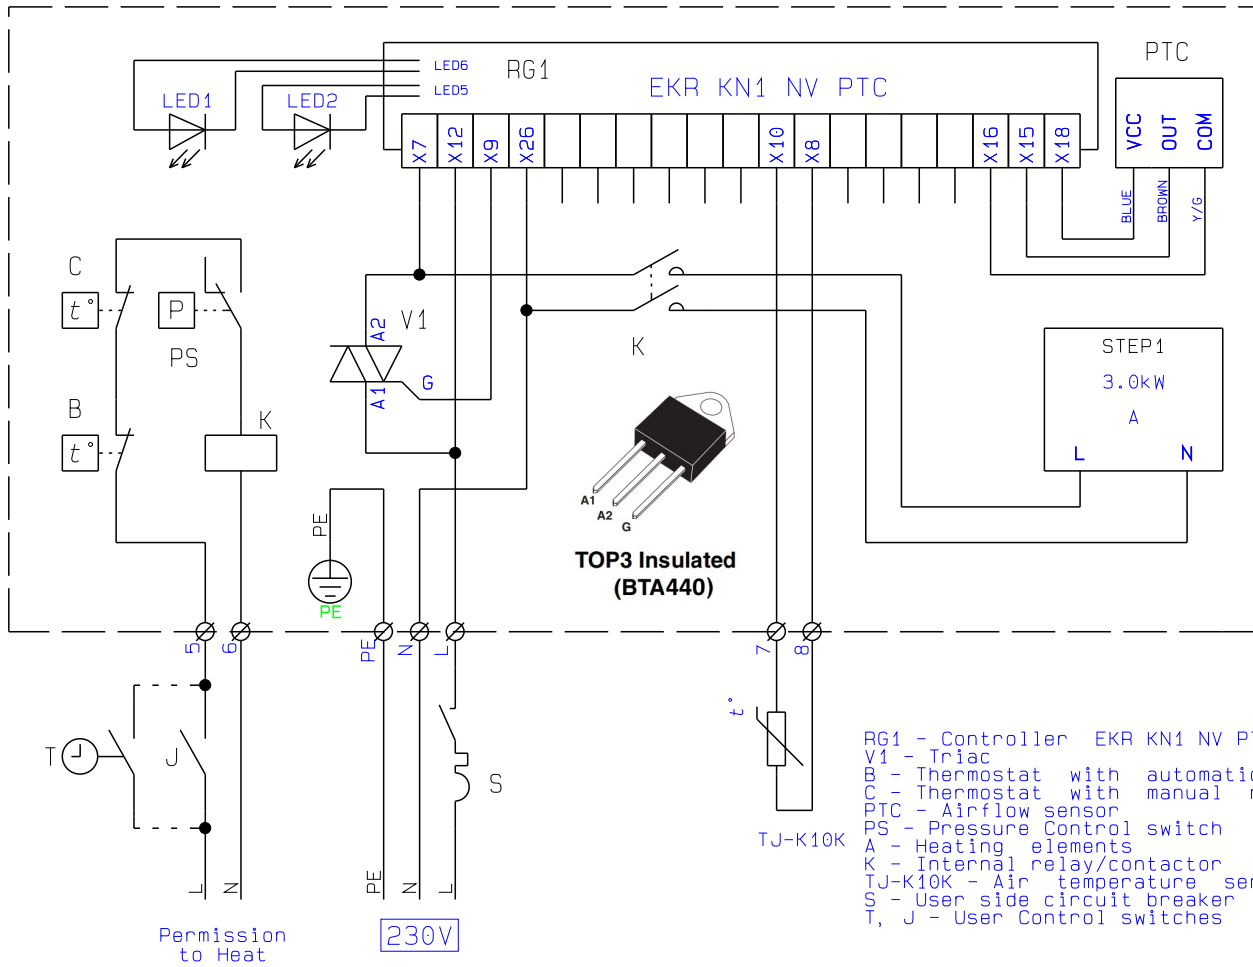 PTC
LED6
RG1
LED5
EKR KN1 NV PTC
LED1
LED2
X7
X12
X9
X26
X10
X8
X16
X15
X18
VCC
OUT
COM
BLUE
BROWN
Y/G
C
t°
P
PS
V1
A2
G
A1
K
STEP1
3.0kW
A
L
N
B
t°
K
A1
A2
G
PE
TOP3 Insulated
(BTA440)
PE
5
6
PE
N
L
7
8
T
J
S
t°
TJ-K10K
RG1 - Controller EKR KN1 NV P
V1 - Triac
B - Thermostat with automatic
C - Thermostat with manual
PTC - Airflow sensor
PS - Pressure Control switch
A - Heating elements
K - Internal relay/contactor
TJ-K10K - Air temperature sen
S - User side circuit breaker
T, J - User Control switches
L
N
PE
N
L
Permission
to Heat
230V